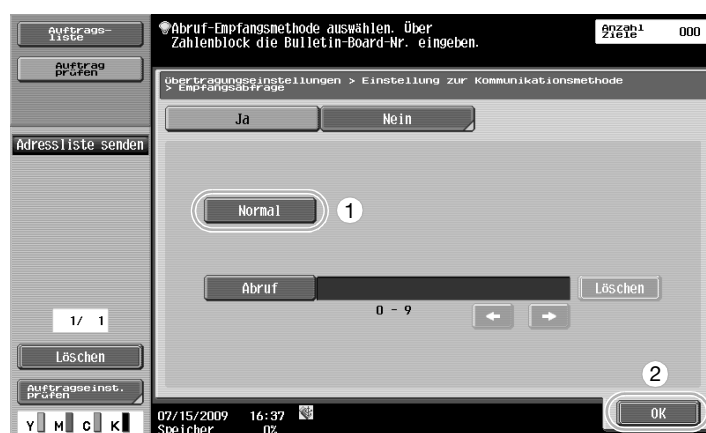 Auftrags-
liste
Abruf-Empfangsmethode auswählen. Über
Zahlenblock die Bulletin-Board-Nr. eingeben.
Anzahl
Ziele
000
Auftrag
prüfen
Übertragungseinstellungen > Einstellung zur Kommunikationsmethode
> Empfangsabfrage
Ja
Nein
Adressliste senden
Normal
1
Abruf
Löschen
0 - 9
1/ 1
Löschen
2
Auftragseinst.
prüfen
OK
Y M C K
07/15/2009 16:37
Speicher 0%